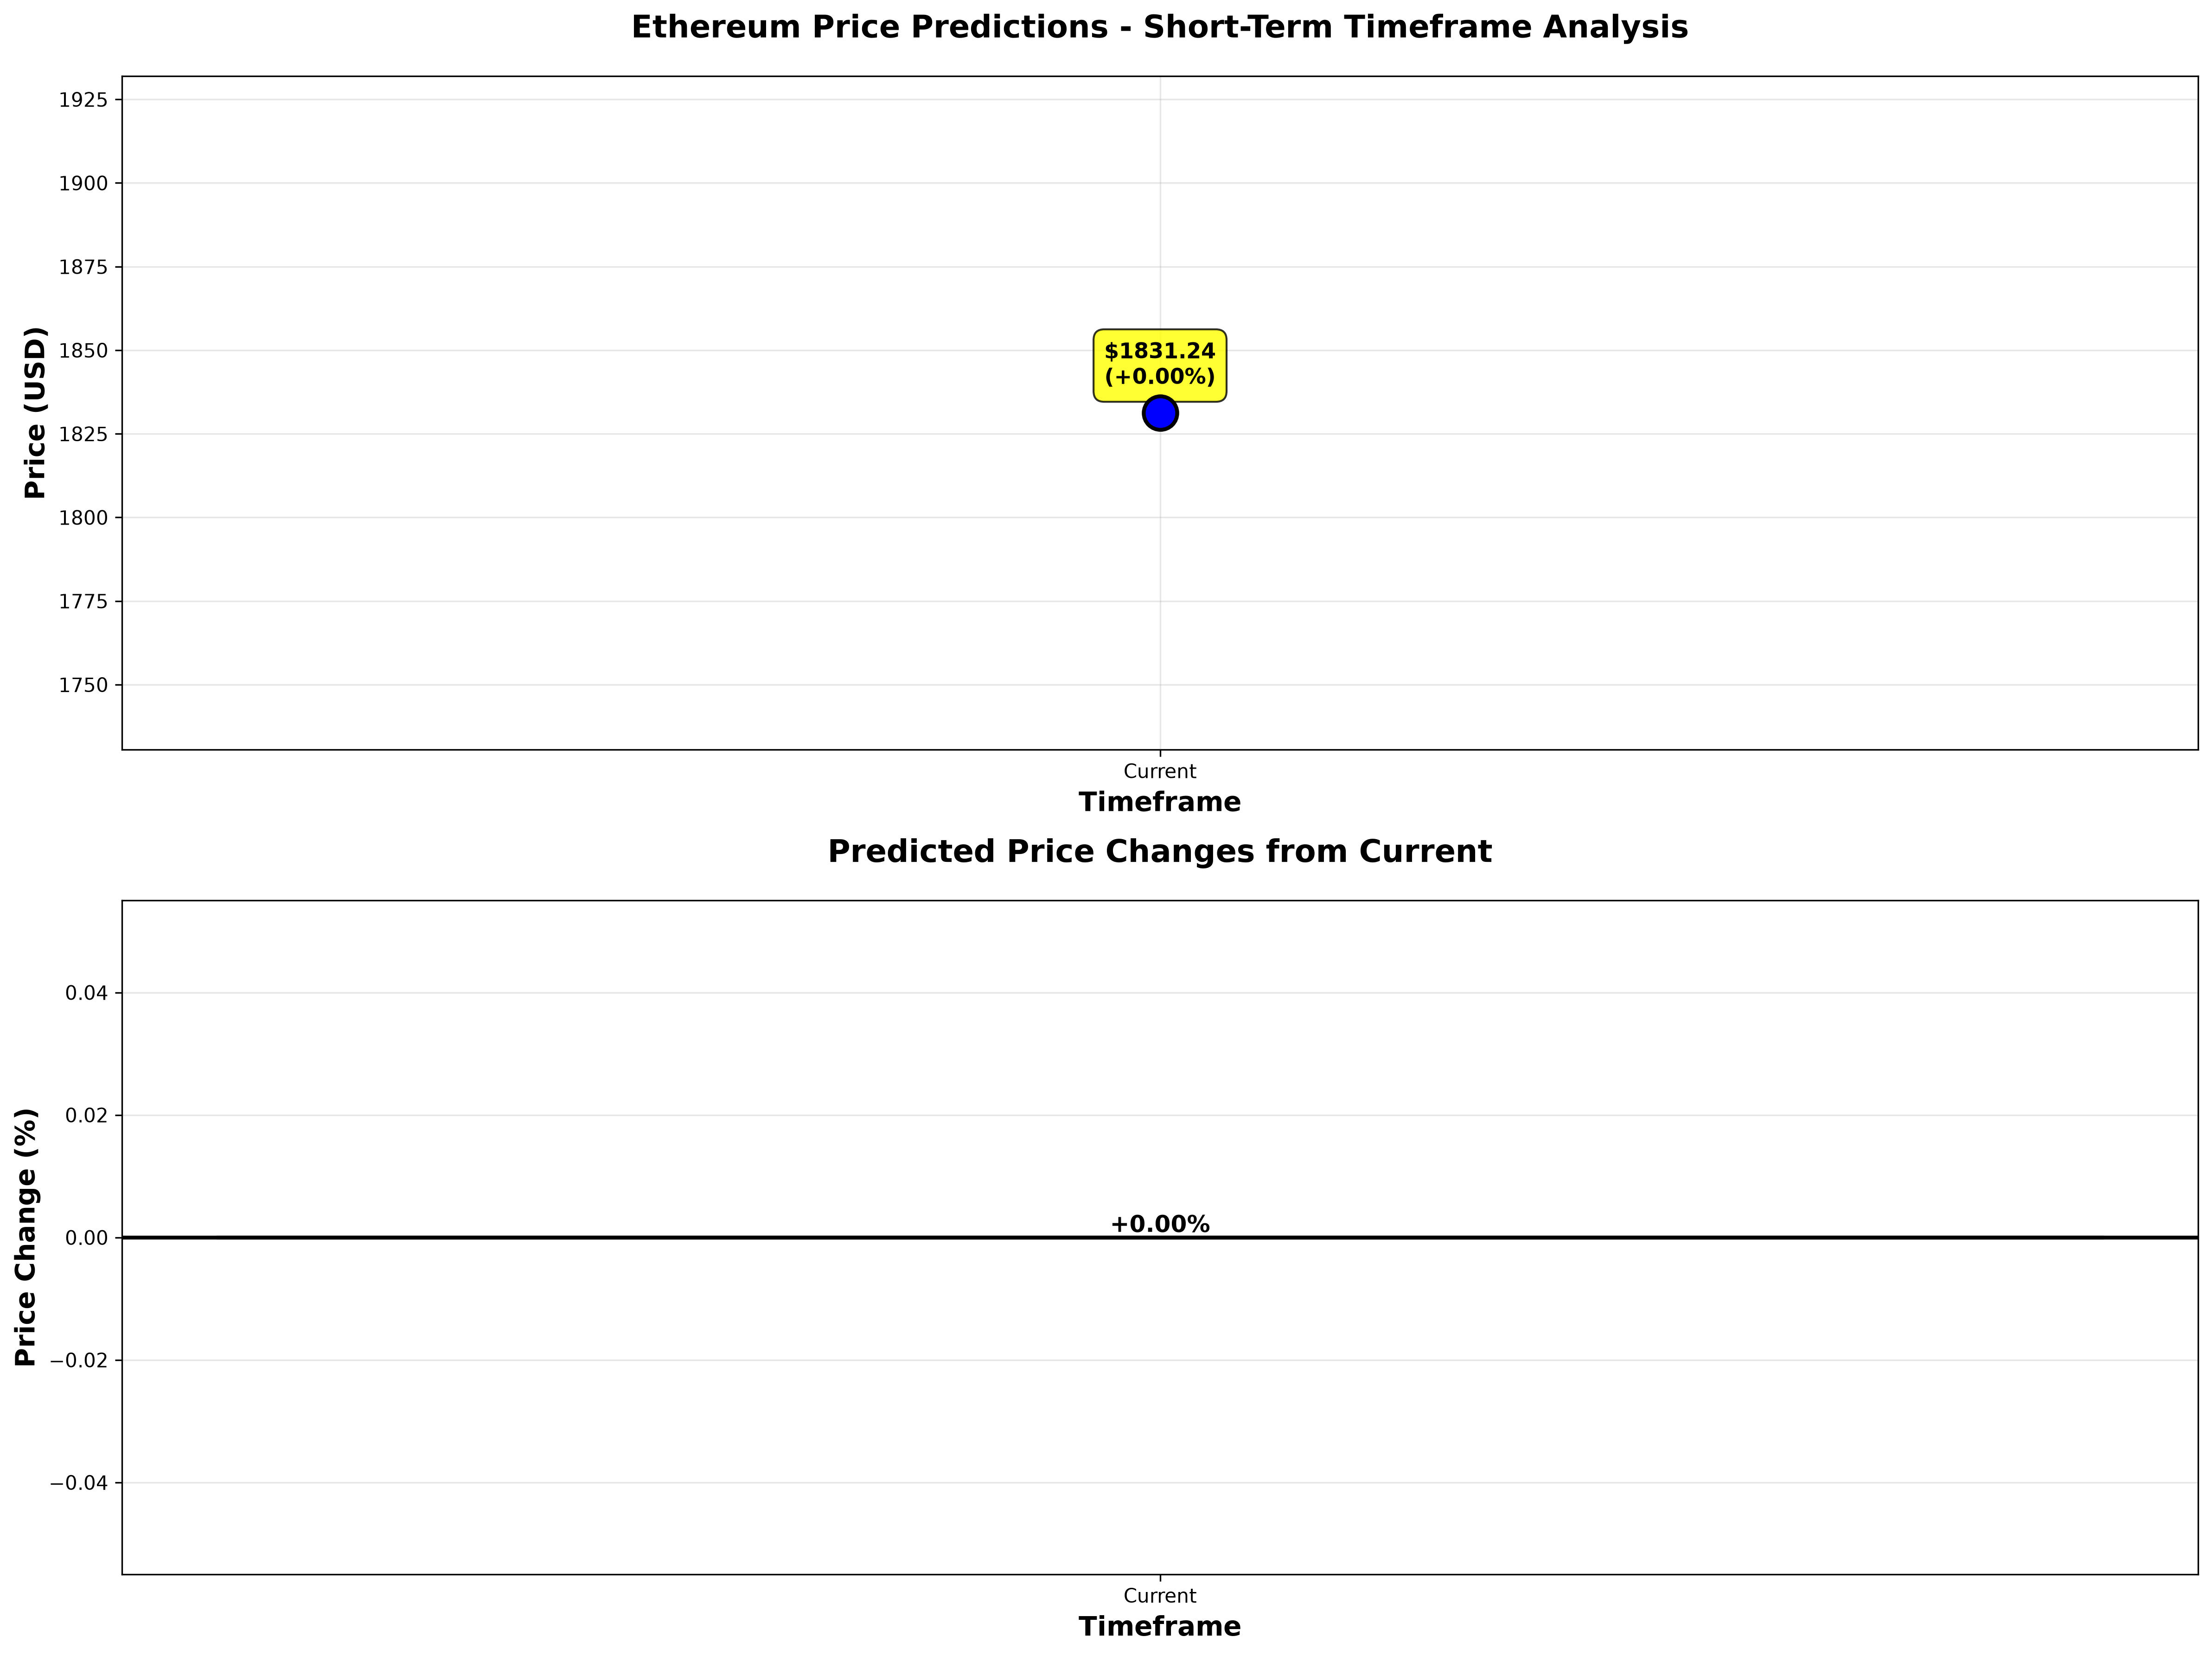 Ethereum Price Predictions - Short-Term Timeframe Analysis
1925
1900
1875
1850
1825
1800
1775
1750
Price (USD)
$1831.24
(+0.00%)
Current
Timeframe
Predicted Price Changes from Current
0.04
0.02
0.00
−0.02
−0.04
Price Change (%)
+0.00%
Current
Timeframe